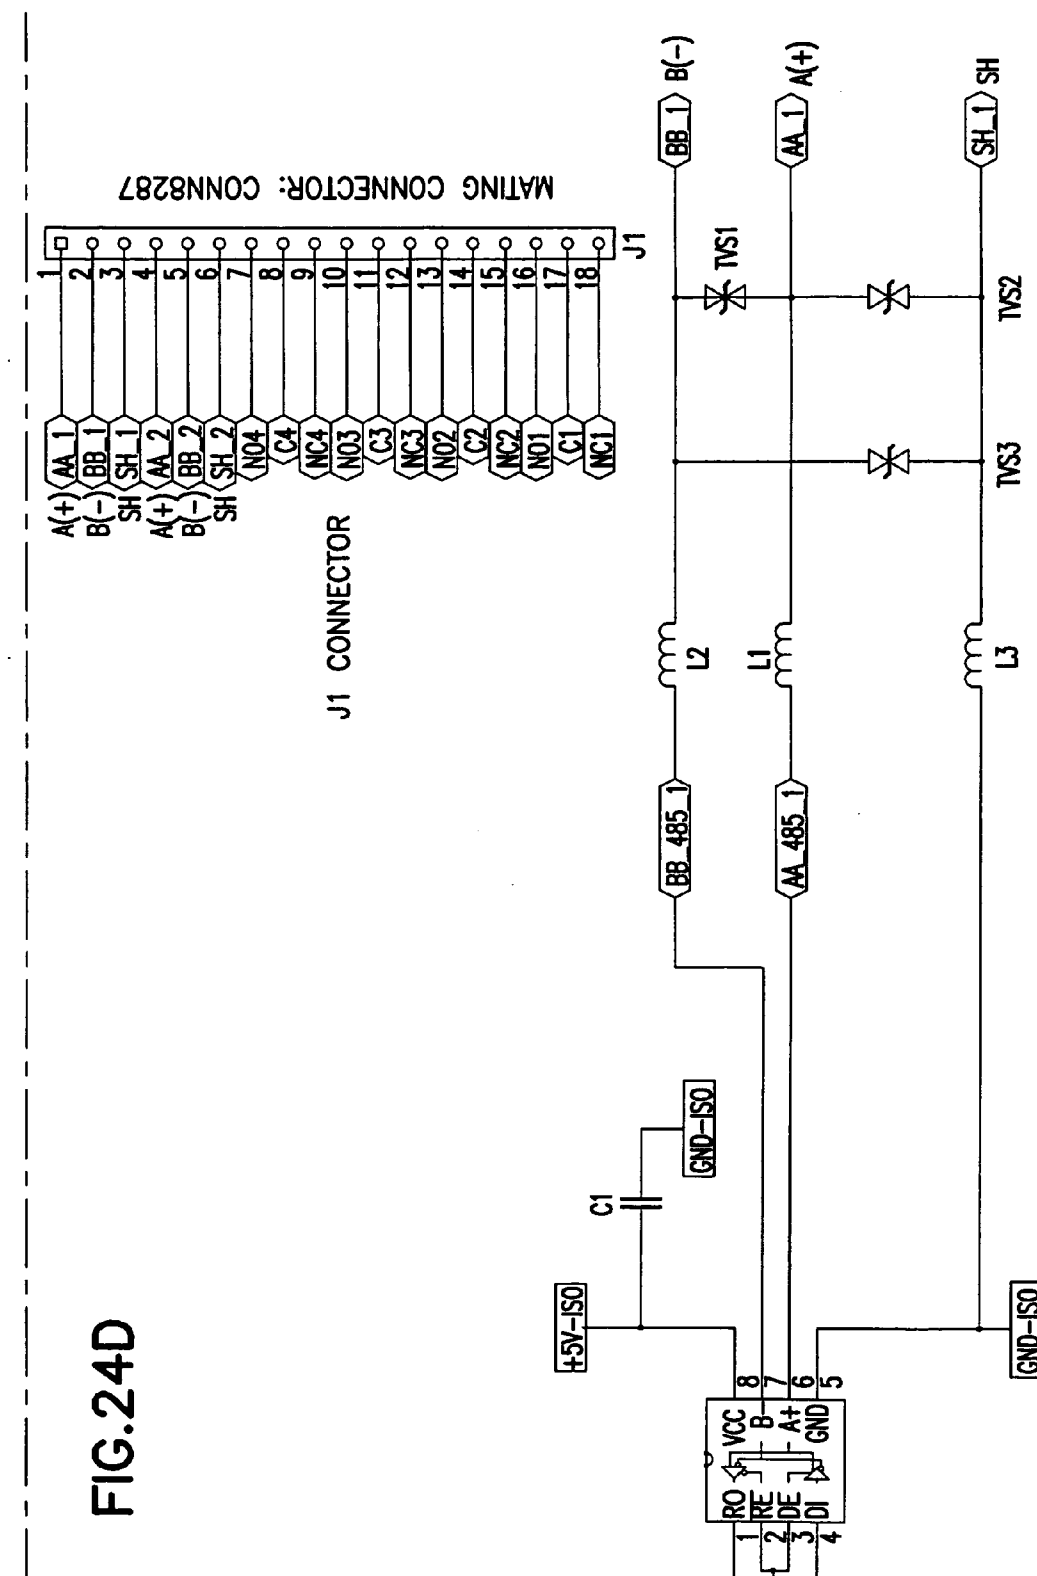 FIG.24D
J1 CONNECTOR
MATING CONNECTOR: CONN8287
J1
A(+) AA_1 1
B(-) BB_1 2
SH SH_1 3
A(+) AA_2 4
B(-) BB_2 5
SH SH_2 6
NO4 7
C4 8
NC4 9
NO3 10
C3 11
NC3 12
NO2 13
C2 14
NC2 15
NO1 16
C1 17
NC1 18
+5V-ISO
C1
GND-ISO
BB_485_1
L2
BB_1 B(-)
TVS1
AA_485_1
L1
AA_1 A(+)
L3
TVS3
TVS2
SH_1 SH
GND-ISO
1 RO VCC 8
2 RE B- 7
3 DE A+ 6
4 DI GND 5